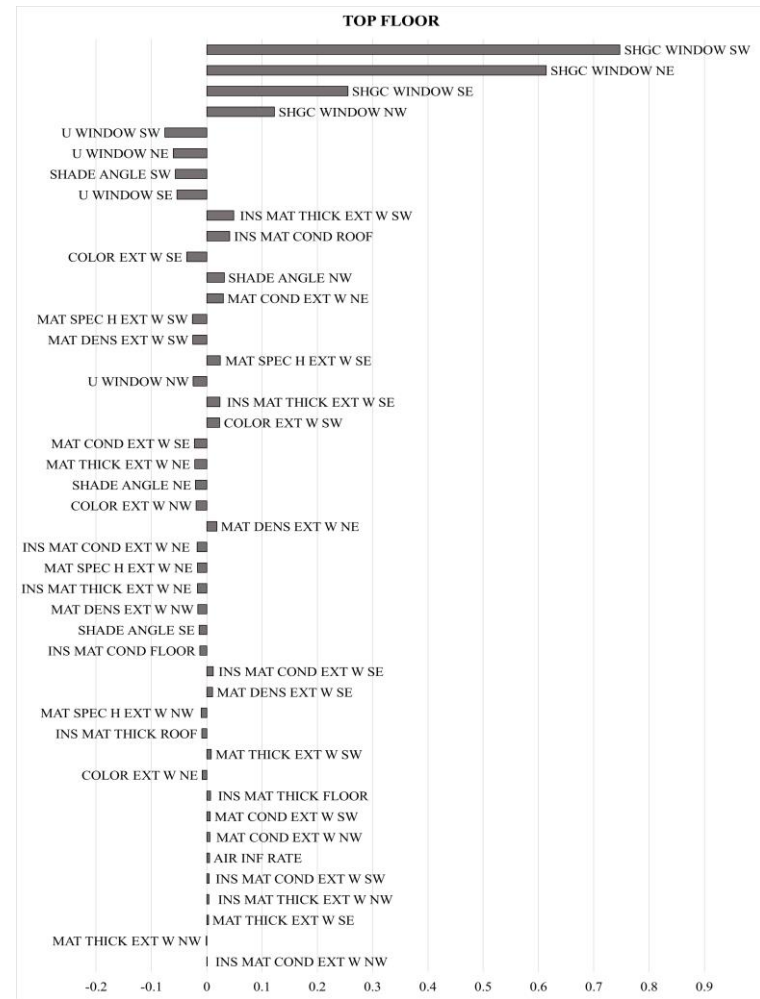 TOP FLOOR
SHGC WINDOW SW
SHGC WINDOW NE
SHGC WINDOW SE
SHGC WINDOW NW
U WINDOW SW
U WINDOW NE
SHADE ANGLE SW
U WINDOW SE
INS MAT THICK EXT W SW
INS MAT COND ROOF
COLOR EXT W SE
SHADE ANGLE NW
MAT COND EXT W NE
MAT SPEC H EXT W SW
MAT DENS EXT W SW
MAT SPEC H EXT W SE
U WINDOW NW
INS MAT THICK EXT W SE
COLOR EXT W SW
MAT COND EXT W SE
MAT THICK EXT W NE
SHADE ANGLE NE
COLOR EXT W NW
MAT DENS EXT W NE
INS MAT COND EXT W NE
MAT SPEC H EXT W NE
INS MAT THICK EXT W NE
MAT DENS EXT W NW
SHADE ANGLE SE
INS MAT COND FLOOR
INS MAT COND EXT W SE
MAT DENS EXT W SE
MAT SPEC H EXT W NW
INS MAT THICK ROOF
MAT THICK EXT W SW
COLOR EXT W NE
INS MAT THICK FLOOR
MAT COND EXT W SW
MAT COND EXT W NW
AIR INF RATE
INS MAT COND EXT W SW
INS MAT THICK EXT W NW
MAT THICK EXT W SE
MAT THICK EXT W NW
INS MAT COND EXT W NW
-0.2 -0.1 0 0.1 0.2 0.3 0.4 0.5 0.6 0.7 0.8 0.9